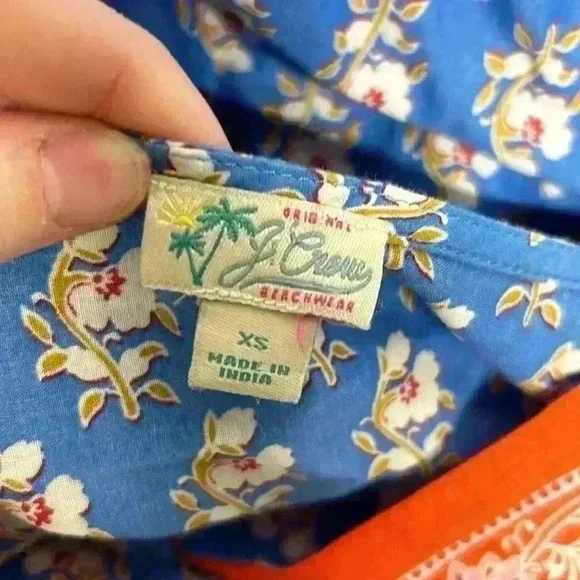 ORIGINAL
J. Crew
BEACHWEAR
XS
MADE IN
INDIA